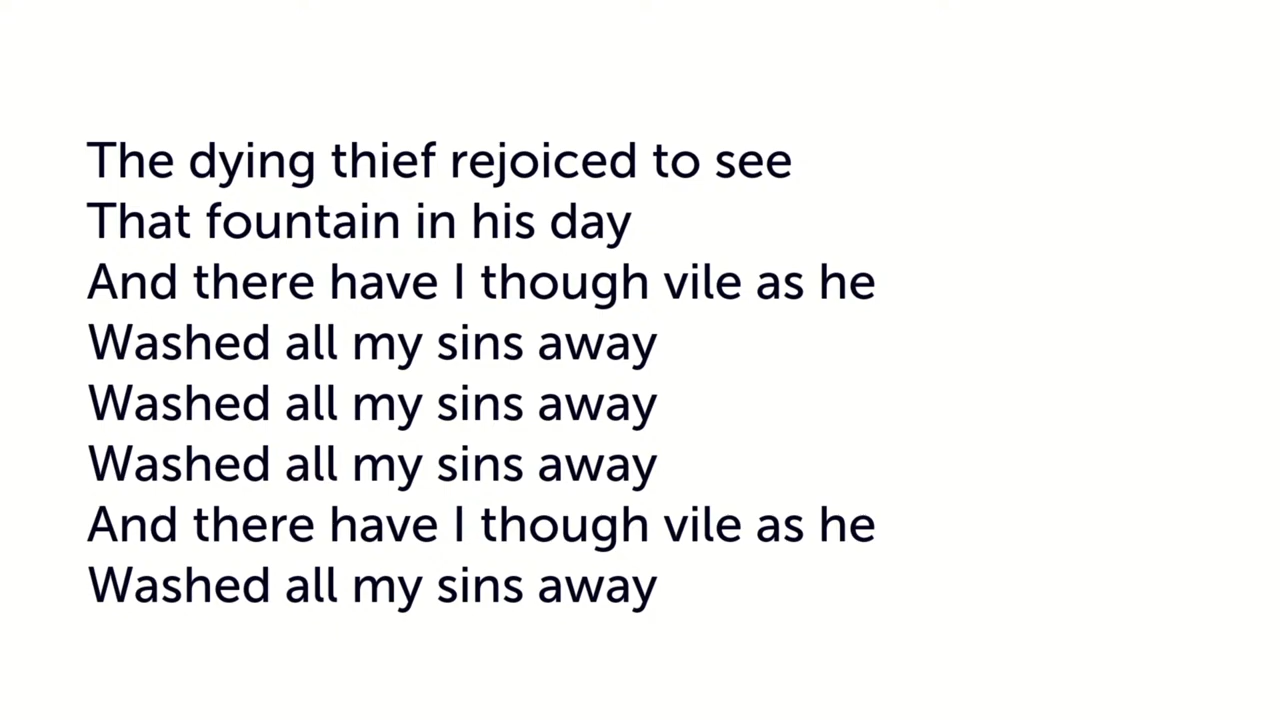 The dying thief rejoiced to see
That fountain in his day
And there have I though vile as he
Washed all my sins away
Washed all my sins away
Washed all my sins away
And there have I though vile as he
Washed all my sins away